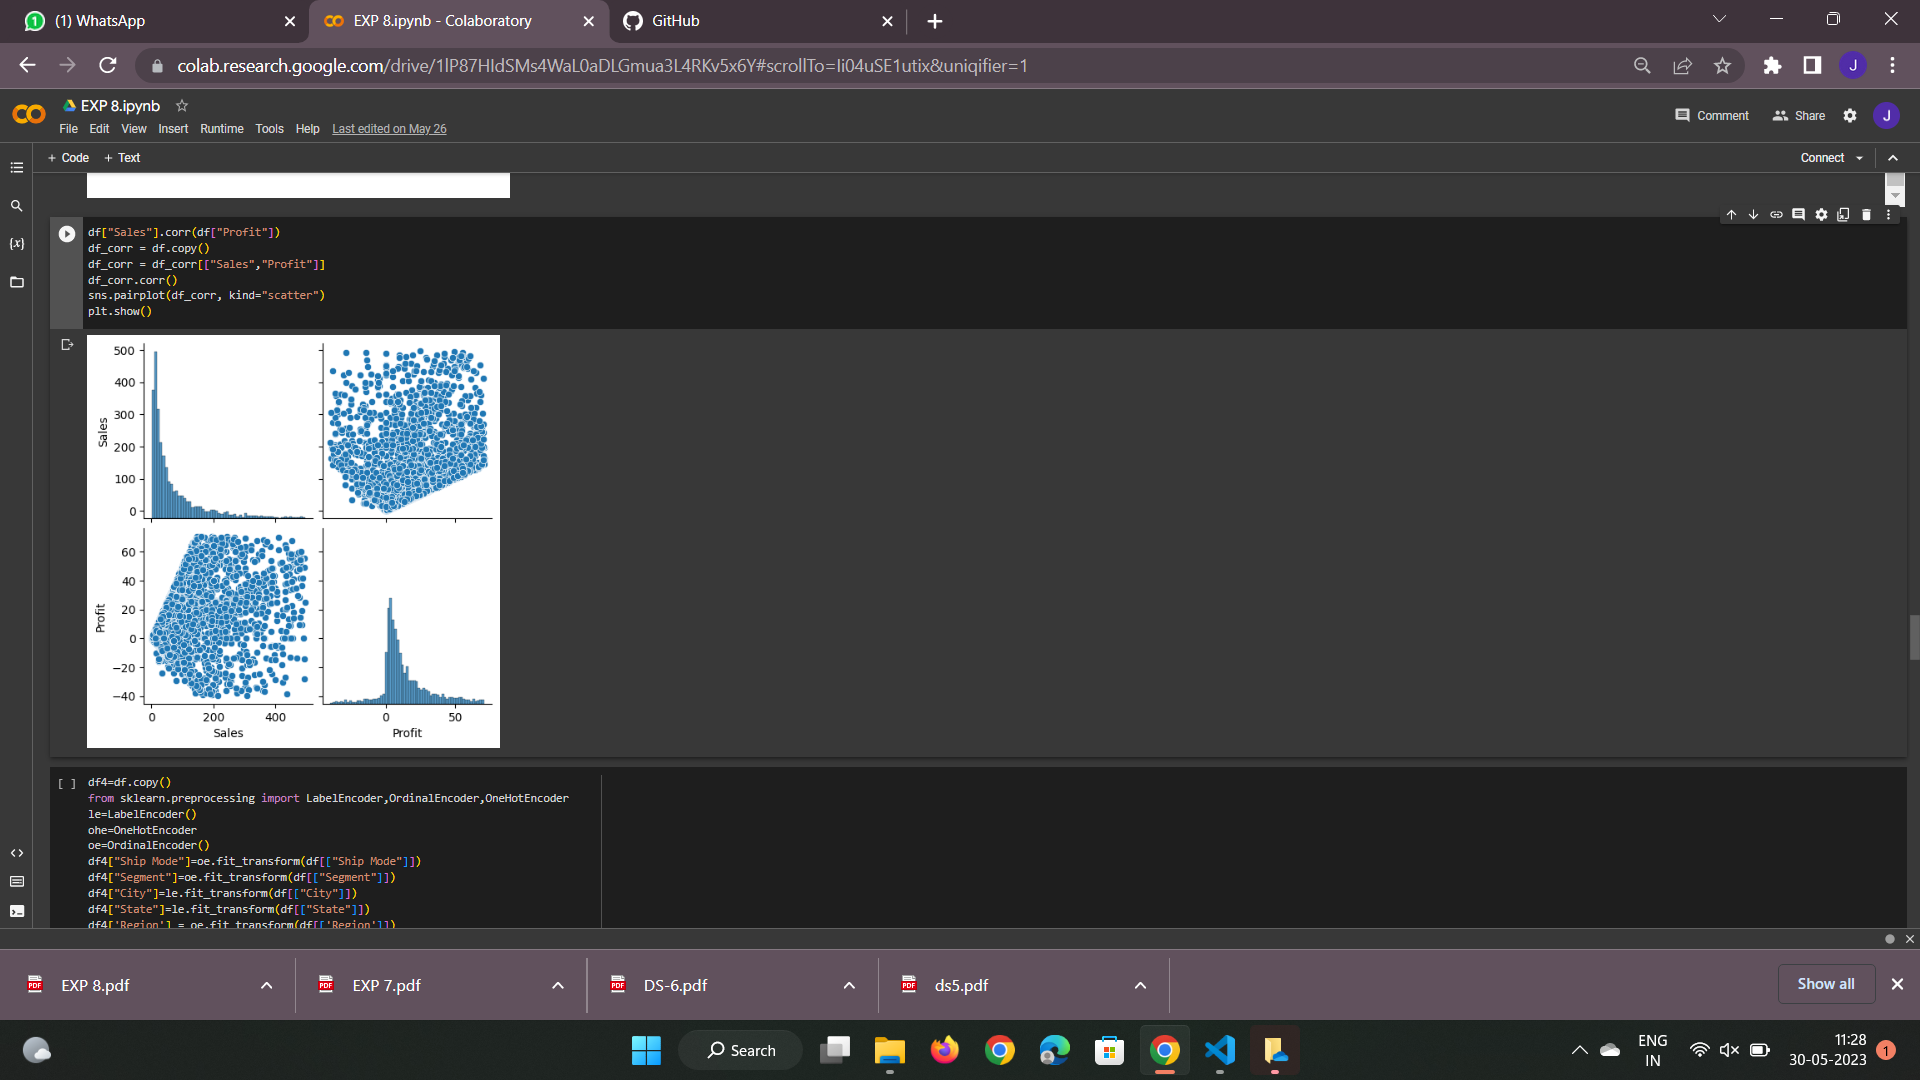 (1) WhatsApp
EXP 8.ipynb - Colaboratory
GitHub
colab.research.google.com/drive/1lP87HIdSMs4WaL0aDLGmua3L4RKv5x6Y#scrollTo=Ii04uSE1utix&uniqifier=1
J
EXP 8.ipynb
File Edit View Insert Runtime Tools Help Last edited on May 26
Comment Share J
+ Code + Text
Connect
{x}
df["Sales"].corr(df["Profit"])
df_corr = df.copy()
df_corr = df_corr[["Sales","Profit"]]
df_corr.corr()
sns.pairplot(df_corr, kind="scatter")
plt.show()
500
400
300
200
100
0
Sales
60
40
20
0
−20
−40
Profit
0 200 400
Sales
0 50
Profit
[ ]
df4=df.copy()
from sklearn.preprocessing import LabelEncoder,OrdinalEncoder,OneHotEncoder
le=LabelEncoder()
ohe=OneHotEncoder
oe=OrdinalEncoder()
df4["Ship Mode"]=oe.fit_transform(df[["Ship Mode"]])
df4["Segment"]=oe.fit_transform(df[["Segment"]])
df4["City"]=le.fit_transform(df[["City"]])
df4["State"]=le.fit_transform(df[["State"]])
df4['Region'] = oe.fit_transform(df[['Region']])
EXP 8.pdf
EXP 7.pdf
DS-6.pdf
ds5.pdf
Show all
Search
ENG
IN
11:28
30-05-2023
1